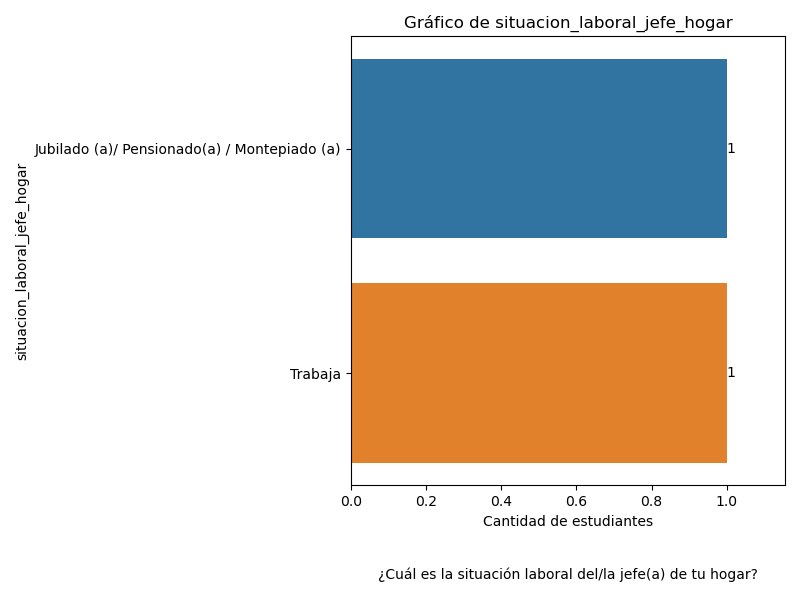 Gráfico de situacion_laboral_jefe_hogar
situacion_laboral_jefe_hogar
Jubilado (a)/ Pensionado(a) / Montepiado (a)
1
Trabaja
1
0.0 0.2 0.4 0.6 0.8 1.0
Cantidad de estudiantes
¿Cuál es la situación laboral del/la jefe(a) de tu hogar?